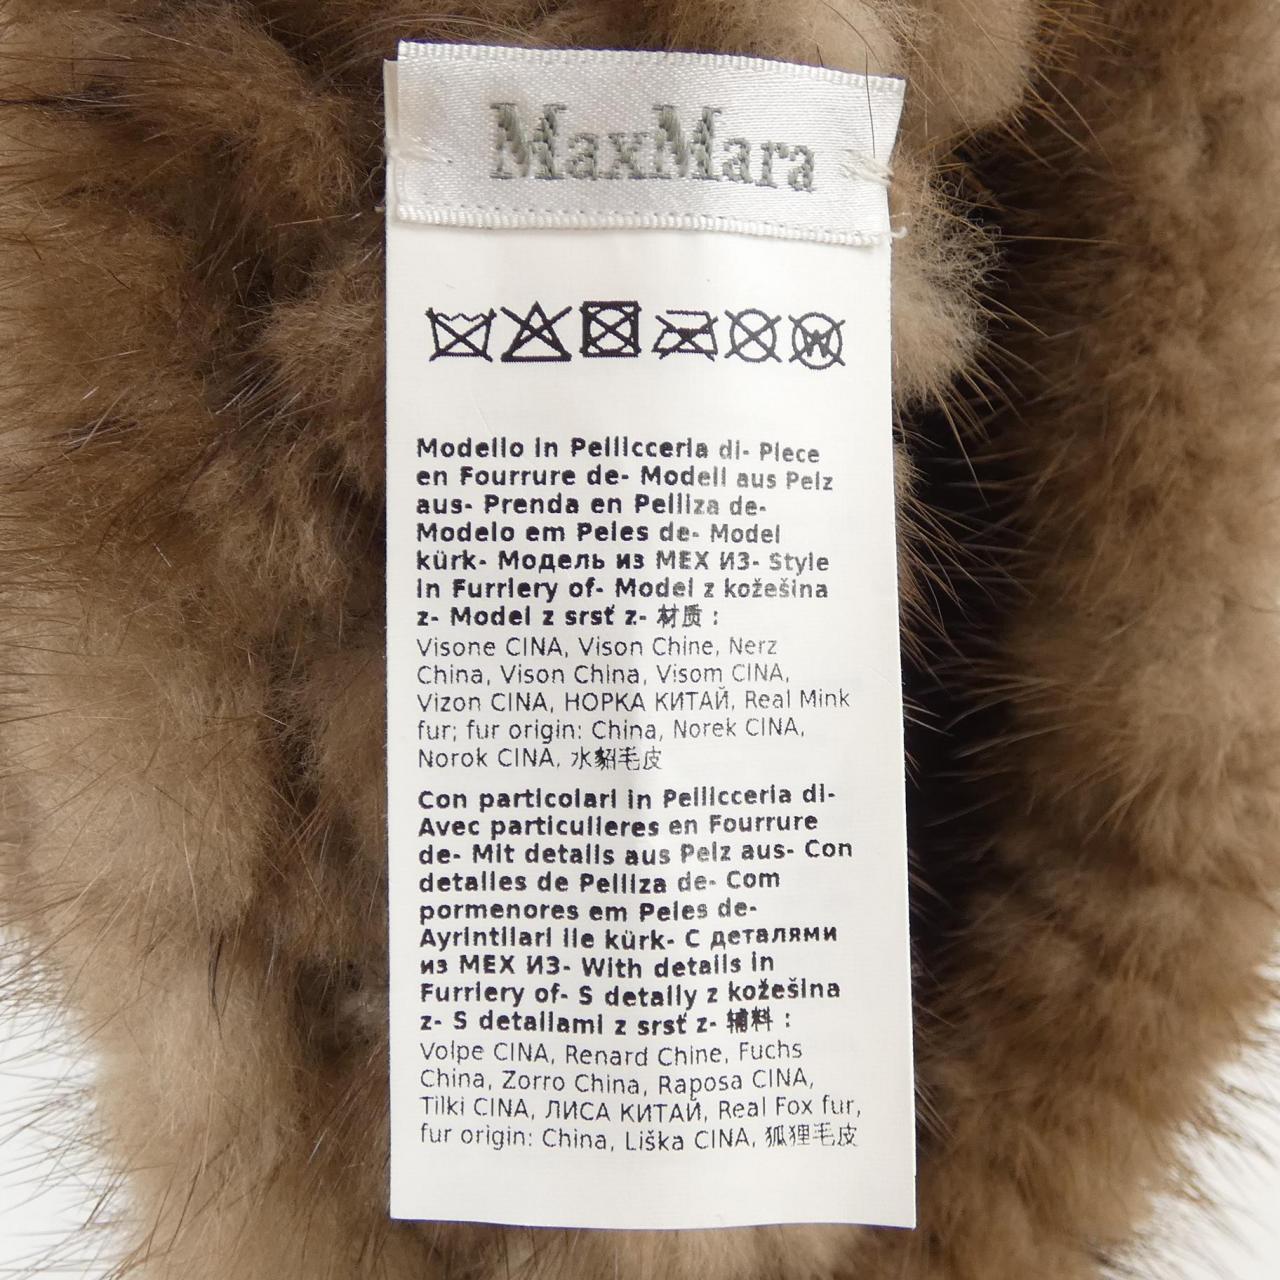 MaxMara
W
Modello in Pellicceria di- Piece
en Fourrure de- Modell aus Pelz
aus- Prenda en Pelliza de-
Modelo em Peles de- Model
kürk- Модель из МЕХ ИЗ- Style
in Furriery of- Model z kožešina
z- Model z srsť z- 材质：
Visone CINA, Vison Chine, Nerz
China, Vison China, Visom CINA,
Vizon CINA, НОРКА КИТАЙ, Real Mink
fur; fur origin: China, Norek CINA,
Norok CINA, 水貂毛皮
Con particolari in Pellicceria di-
Avec particulieres en Fourrure
de- Mit details aus Pelz aus- Con
detalles de Pelliza de- Com
pormenores em Peles de-
Ayrintilari ile kürk- С деталями
из МЕХ ИЗ- With details in
Furriery of- S detaily z kožešina
z- S detailami z srsť z- 辅料：
Volpe CINA, Renard Chine, Fuchs
China, Zorro China, Raposa CINA,
Tilki CINA, ЛИСА КИТАЙ, Real Fox fur,
fur origin: China, Liška CINA, 狐狸毛皮